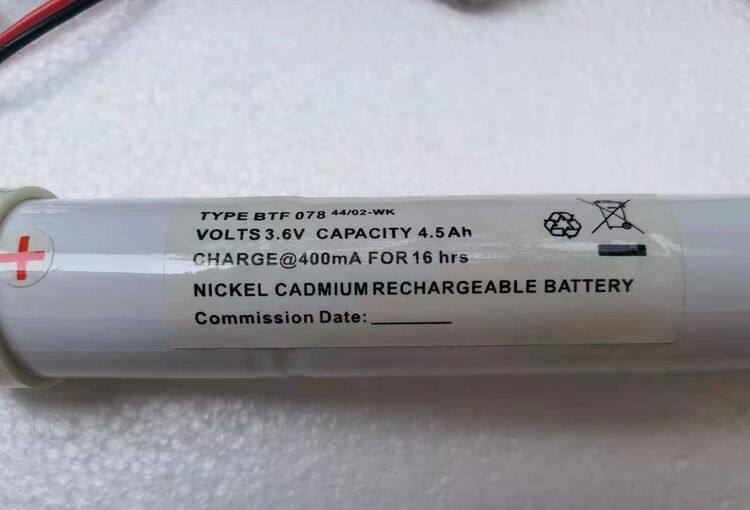 TYPE BTF 078 44/02-WK
VOLTS 3.6V CAPACITY 4.5Ah
CHARGE@400mA FOR 16 hrs
NICKEL CADMIUM RECHARGEABLE BATTERY
Commission Date: